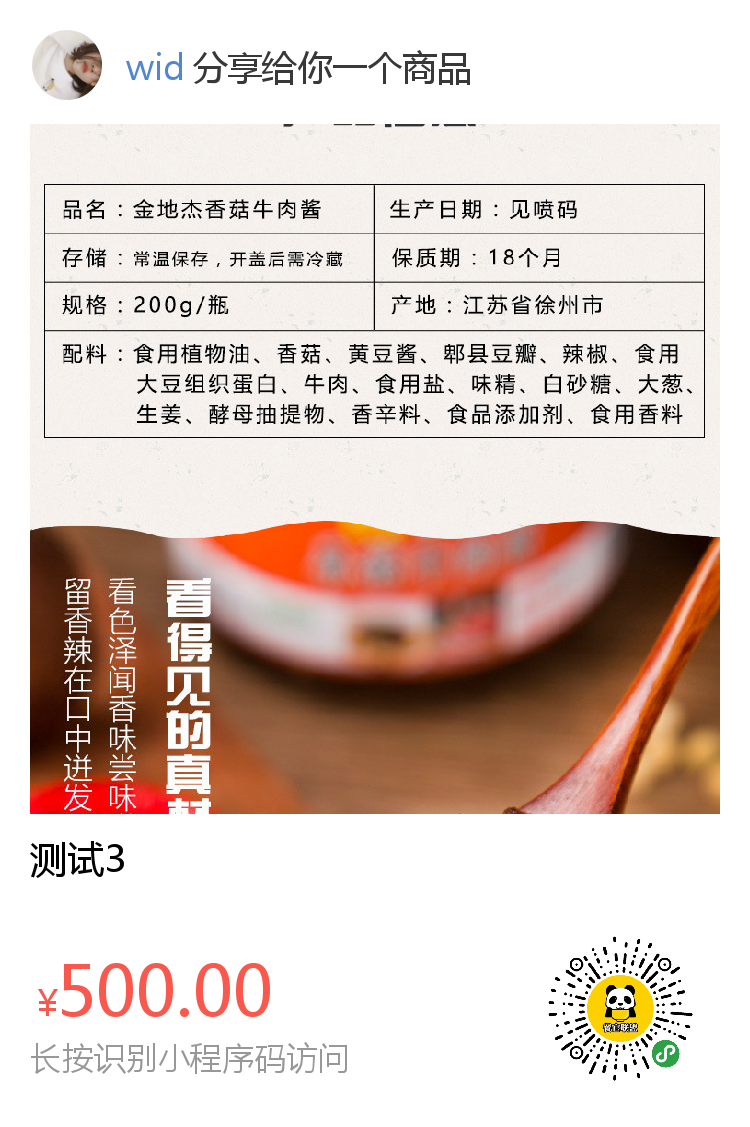 wid 分享给你一个商品
品名：金地杰香菇牛肉酱
生产日期：见喷码
存储：常温保存，开盖后需冷藏
保质期：18个月
规格：200g/瓶
产地：江苏省徐州市
配料：食用植物油、香菇、黄豆酱、郫县豆瓣、辣椒、食用
大豆组织蛋白、牛肉、食用盐、味精、白砂糖、大葱、
生姜、酵母抽提物、香辛料、食品添加剂、食用香料
看得见的真材
看色泽闻香味尝味
留香辣在口中迸发
测试3
¥500.00
长按识别小程序码访问